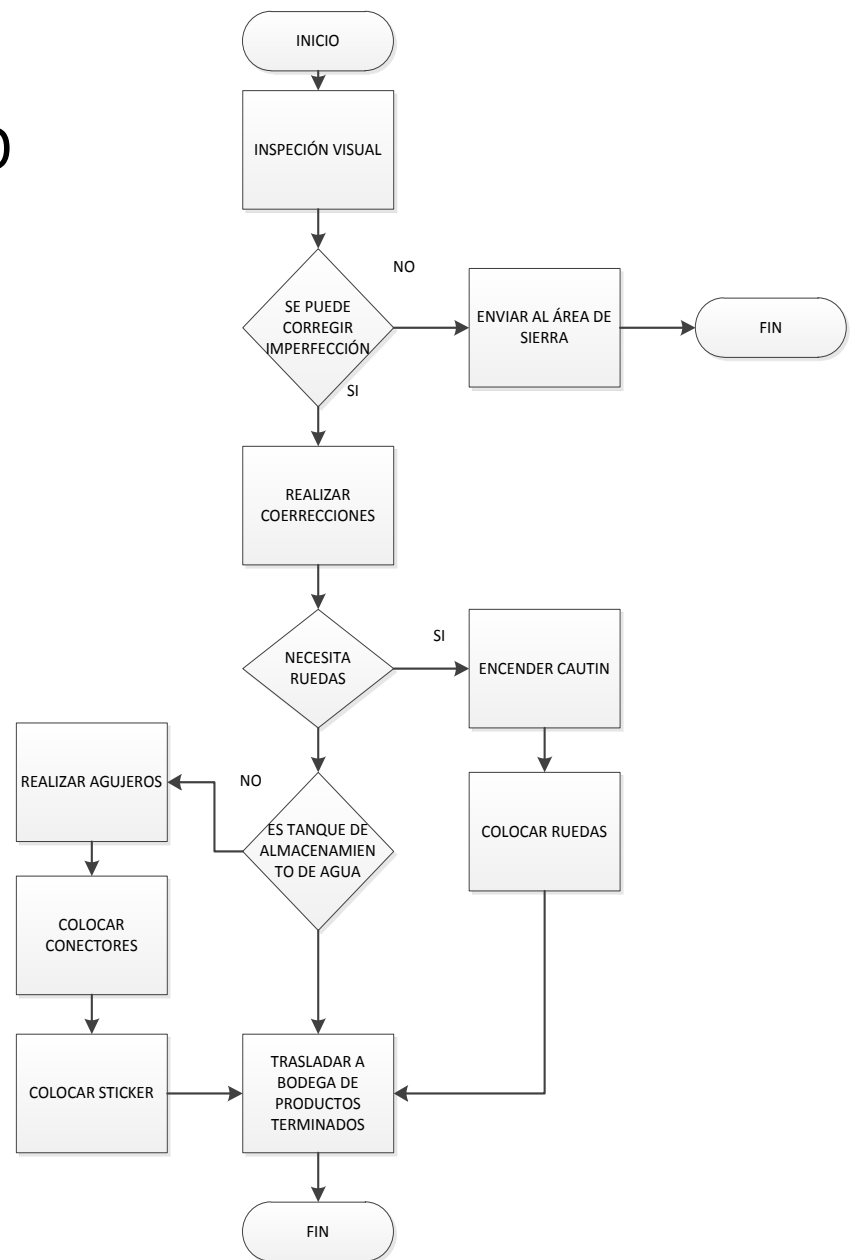 INICIO
INSPECIÓN VISUAL
SE PUEDE
CORREGIR
IMPERFECCIÓN
NO
SI
ENVIAR AL ÁREA DE
SIERRA
FIN
REALIZAR
COERRECCIONES
NECESITA
RUEDAS
SI
ENCENDER CAUTIN
COLOCAR RUEDAS
ES TANQUE DE
ALMACENAMIEN
TO DE AGUA
NO
REALIZAR AGUJEROS
COLOCAR
CONECTORES
COLOCAR STICKER
TRASLADAR A
BODEGA DE
PRODUCTOS
TERMINADOS
FIN